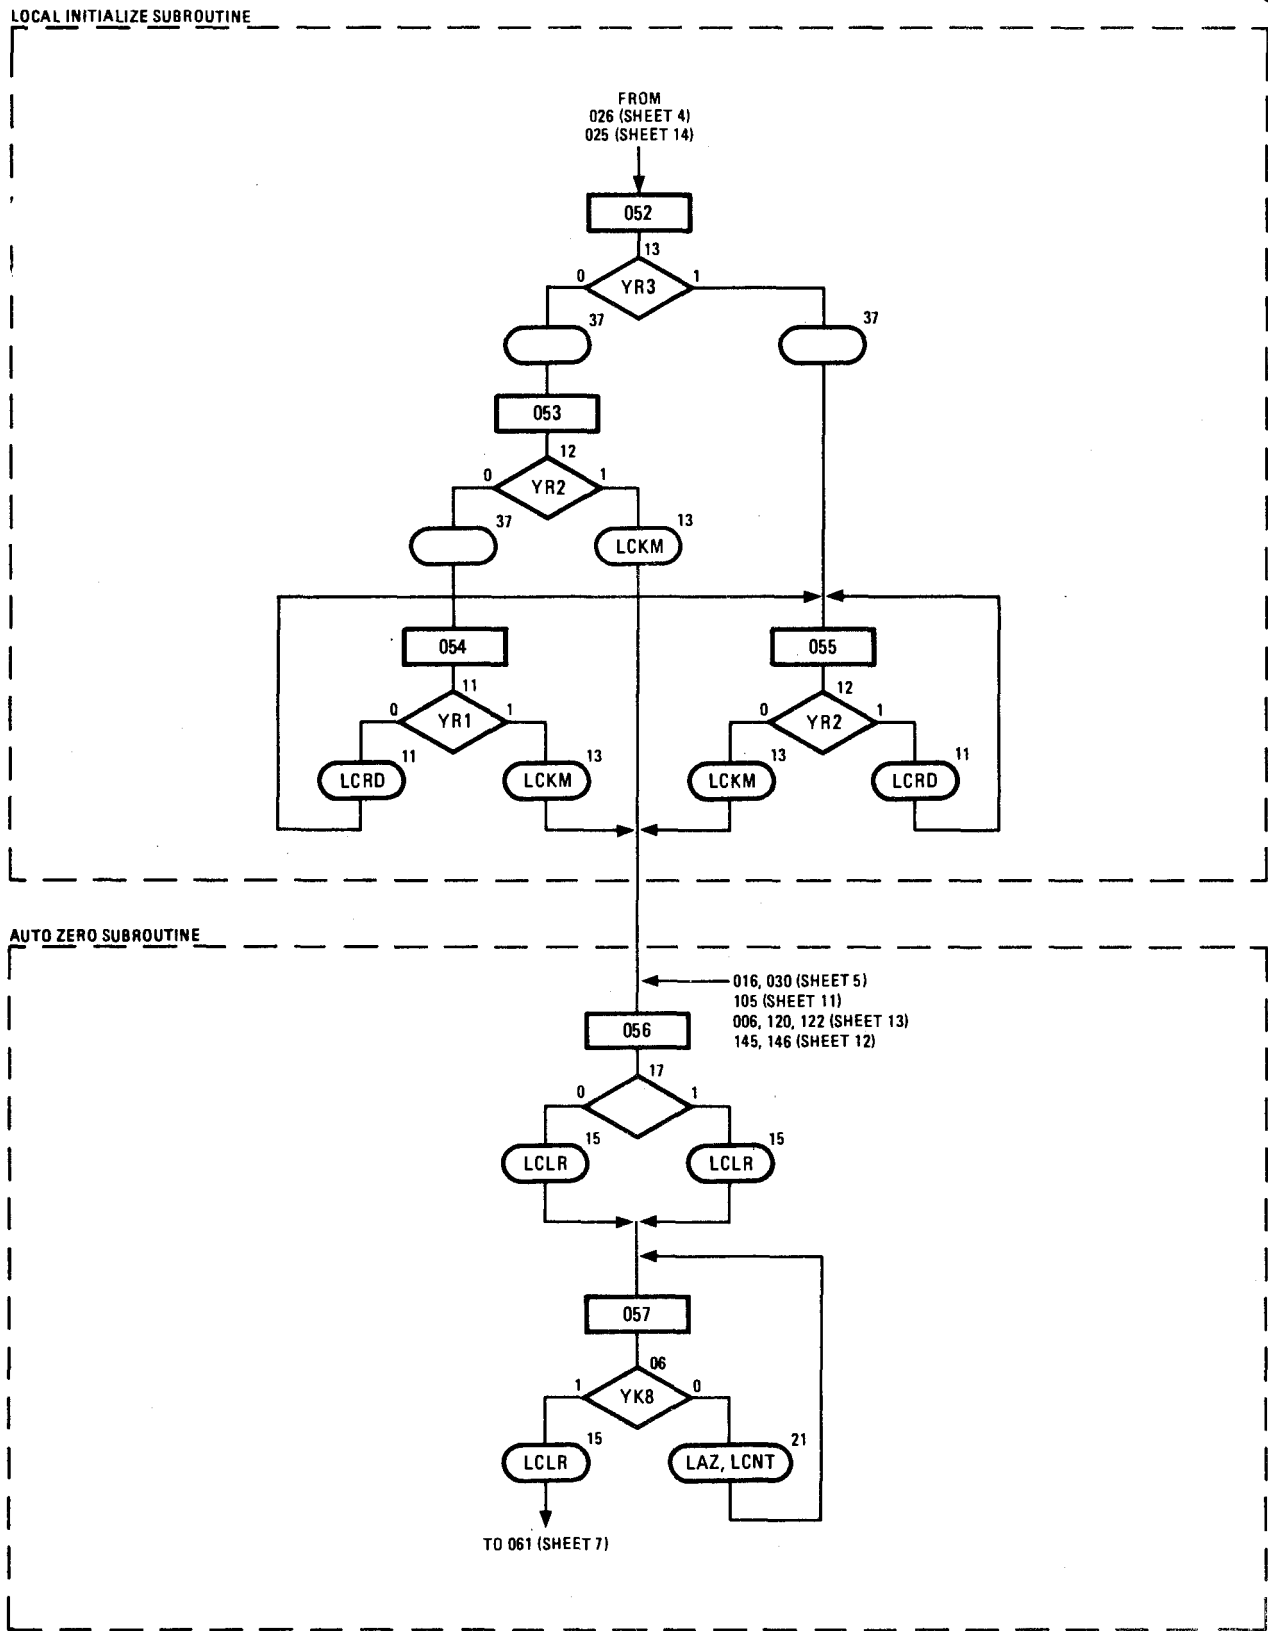 LOCAL INITIALIZE SUBROUTINE
FROM
026 (SHEET 4)
025 (SHEET 14)
052
13
0 YR3 1
37
37
053
12
0 YR2 1
37
13
LCKM
054
055
11
12
0 YR1 1
0 YR2 1
11
13
13
11
LCRD
LCKM
LCKM
LCRD
AUTO ZERO SUBROUTINE
016, 030 (SHEET 5)
105 (SHEET 11)
006, 120, 122 (SHEET 13)
145, 146 (SHEET 12)
056
17
0 1
15
15
LCLR
LCLR
057
06
1 YK8 0
15
21
LCLR
LAZ, LCNT
TO 061 (SHEET 7)